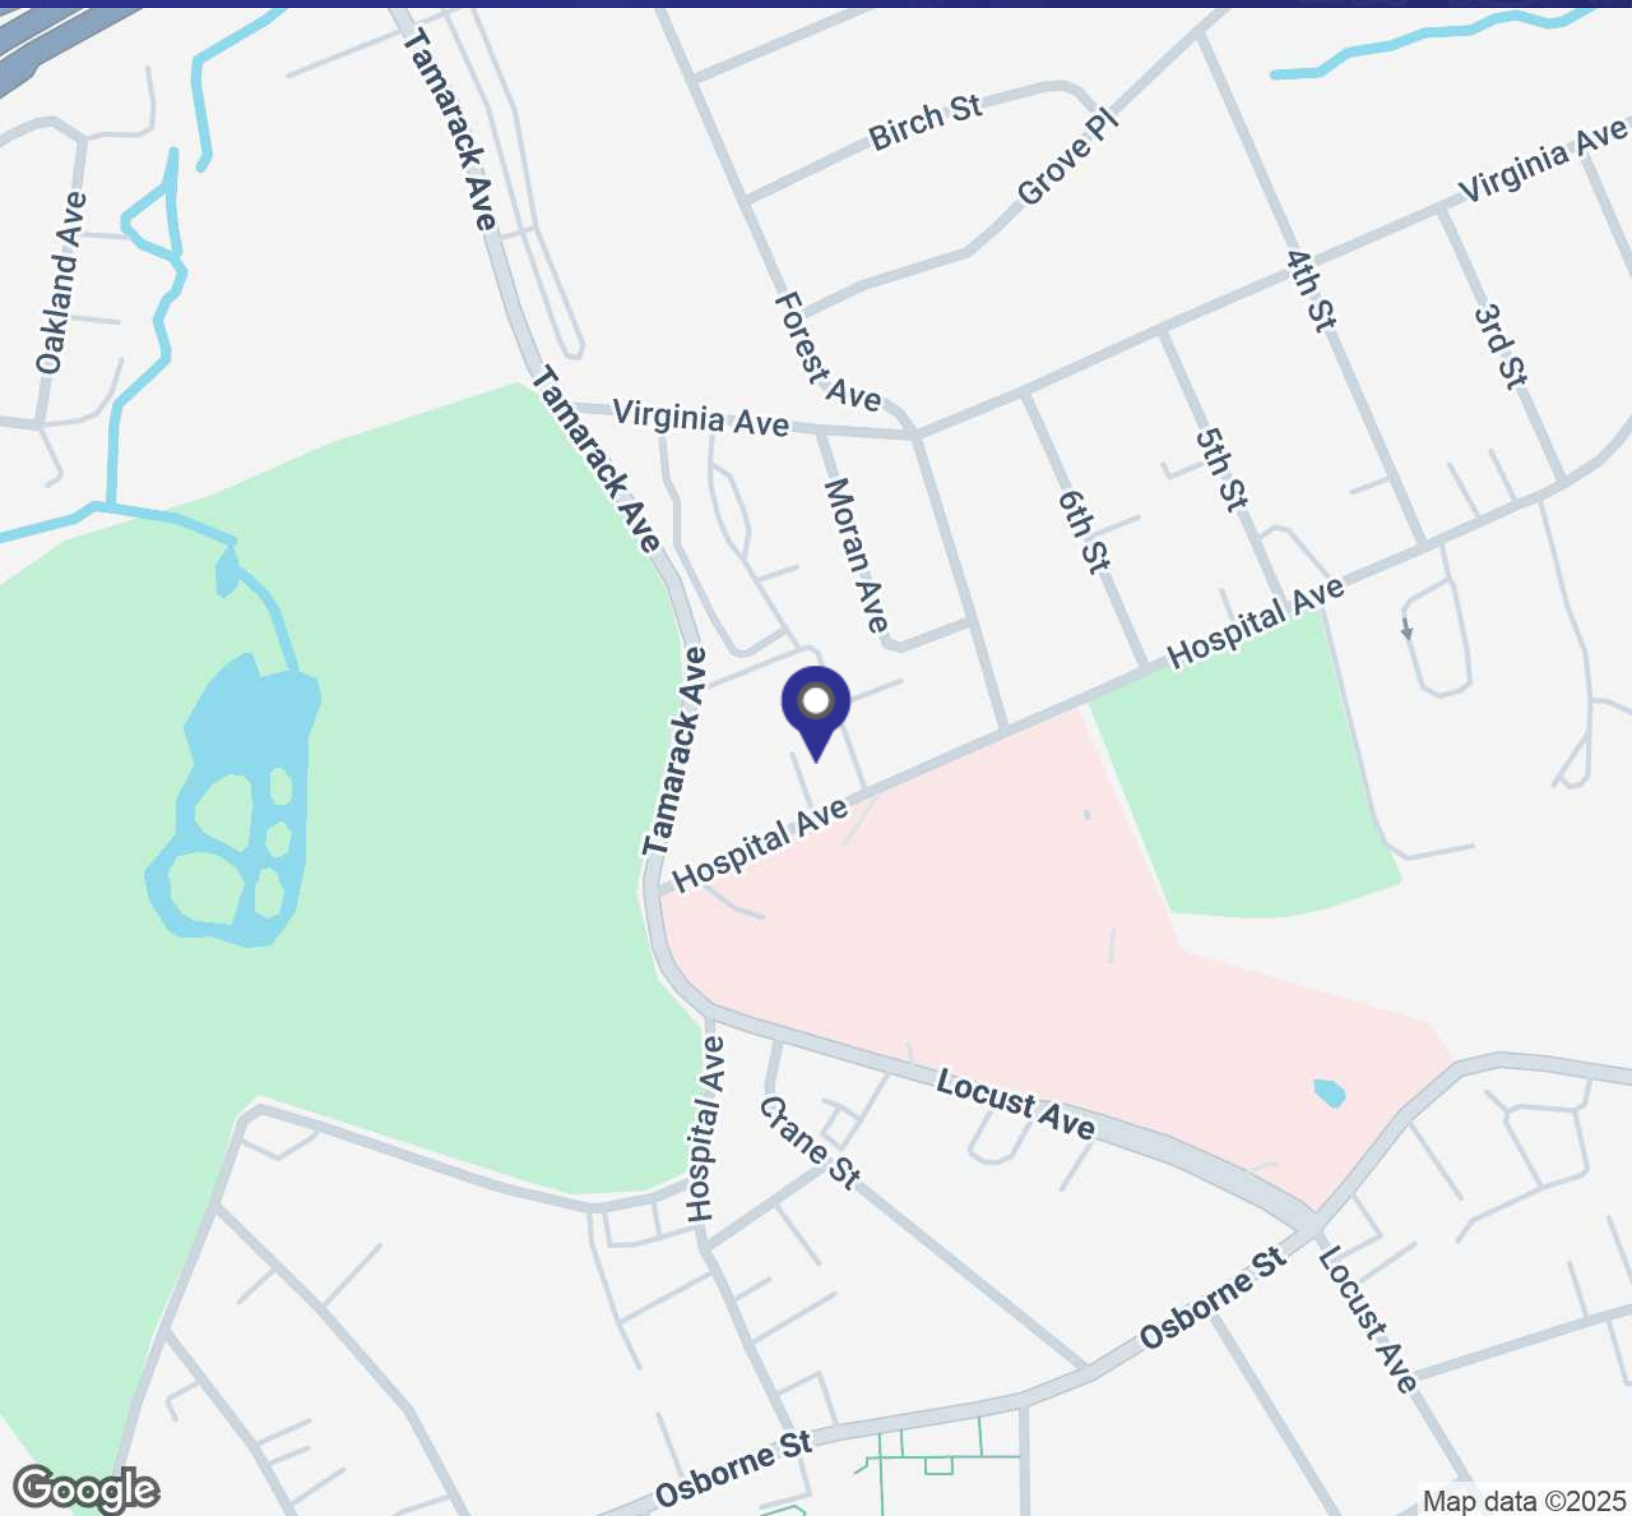 Tamarack Ave
Birch St
Grove Pl
Virginia Ave
Oakland Ave
4th St
3rd St
Forest Ave
Tamarack Ave
Virginia Ave
5th St
Moran Ave
6th St
Hospital Ave
Tamarack Ave
Hospital Ave
Locust Ave
Hospital Ave
Crane St
Osborne St
Locust Ave
Osborne St
Google
Map data ©2025